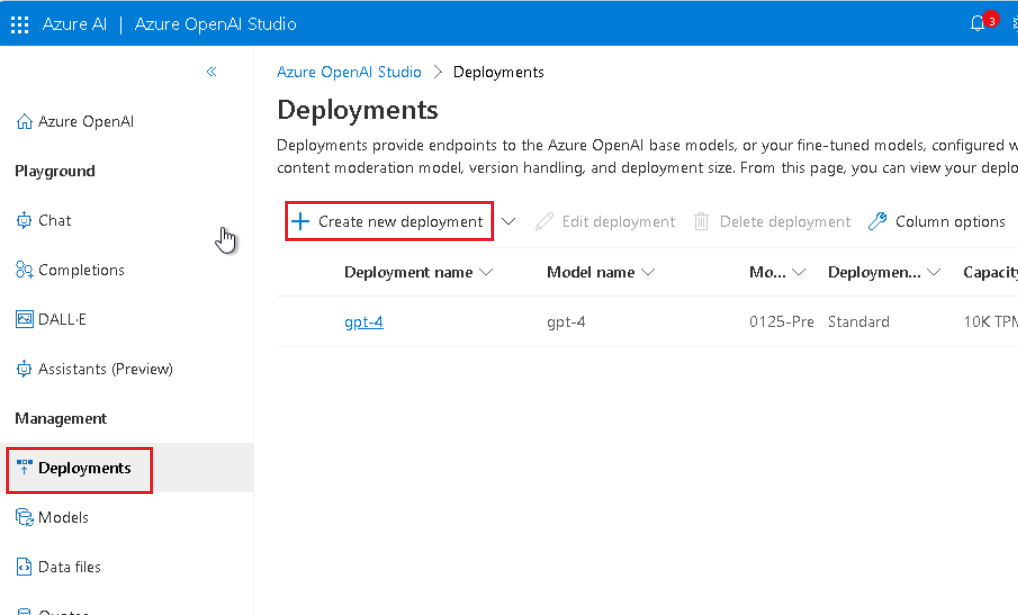 Azure AI | Azure OpenAI Studio
3
Azure OpenAI
Playground
Chat
Completions
DALL·E
Assistants (Preview)
Management
Deployments
Models
Data files
Azure OpenAI Studio > Deployments
Deployments
Deployments provide endpoints to the Azure OpenAI base models, or your fine-tuned models, configured w
content moderation model, version handling, and deployment size. From this page, you can view your deplo
Create new deployment Edit deployment Delete deployment Column options
Deployment name Model name Mo... Deploymen... Capacity
gpt-4 gpt-4 0125-Pre Standard 10K TPM